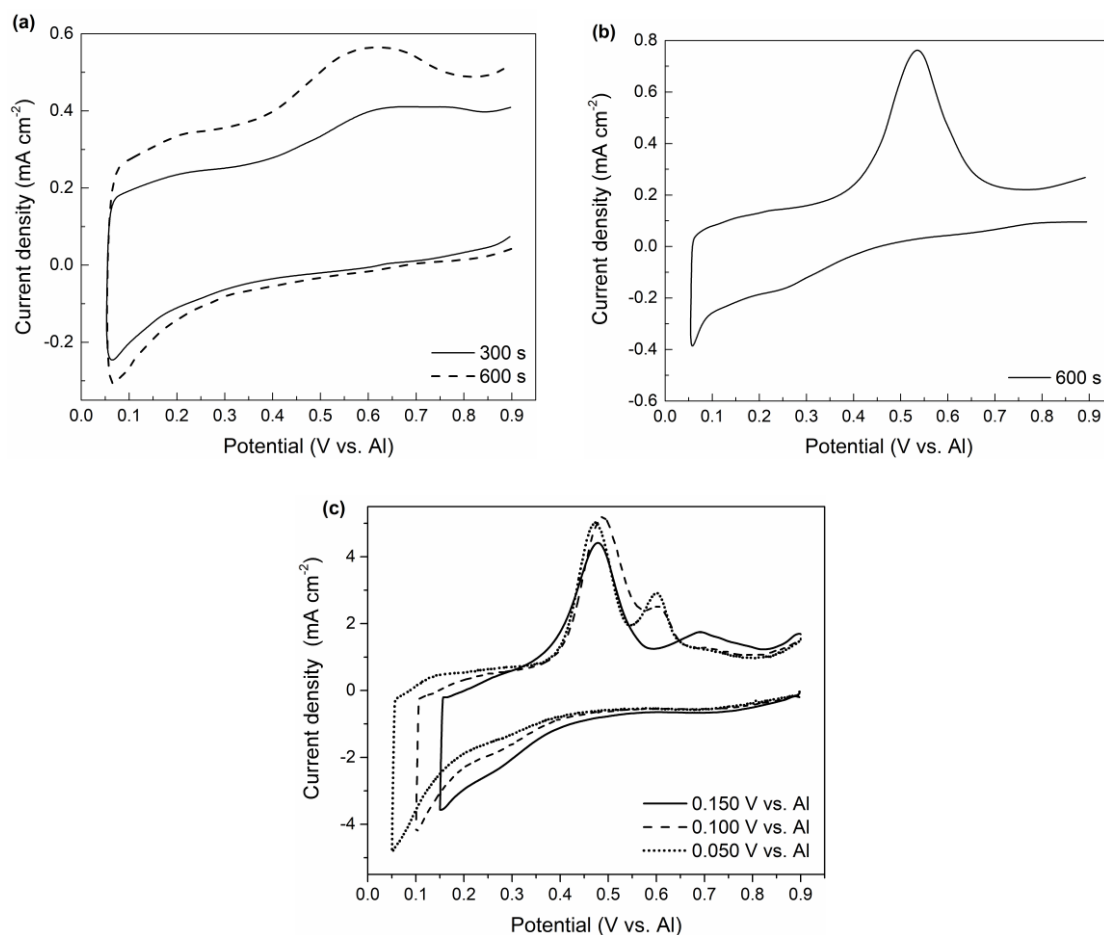 (a)
0.6
0.4
0.2
0.0
-0.2
Current density (mA cm⁻²)
300 s
600 s
0.0 0.1 0.2 0.3 0.4 0.5 0.6 0.7 0.8 0.9
Potential (V vs. Al)
(b)
0.8
0.6
0.4
0.2
0.0
-0.2
-0.4
-0.6
Current density (mA cm⁻²)
600 s
0.0 0.1 0.2 0.3 0.4 0.5 0.6 0.7 0.8 0.9
Potential (V vs. Al)
(c)
4
2
0
-2
-4
Current density (mA cm⁻²)
0.150 V vs. Al
0.100 V vs. Al
0.050 V vs. Al
0.0 0.1 0.2 0.3 0.4 0.5 0.6 0.7 0.8 0.9
Potential (V vs. Al)